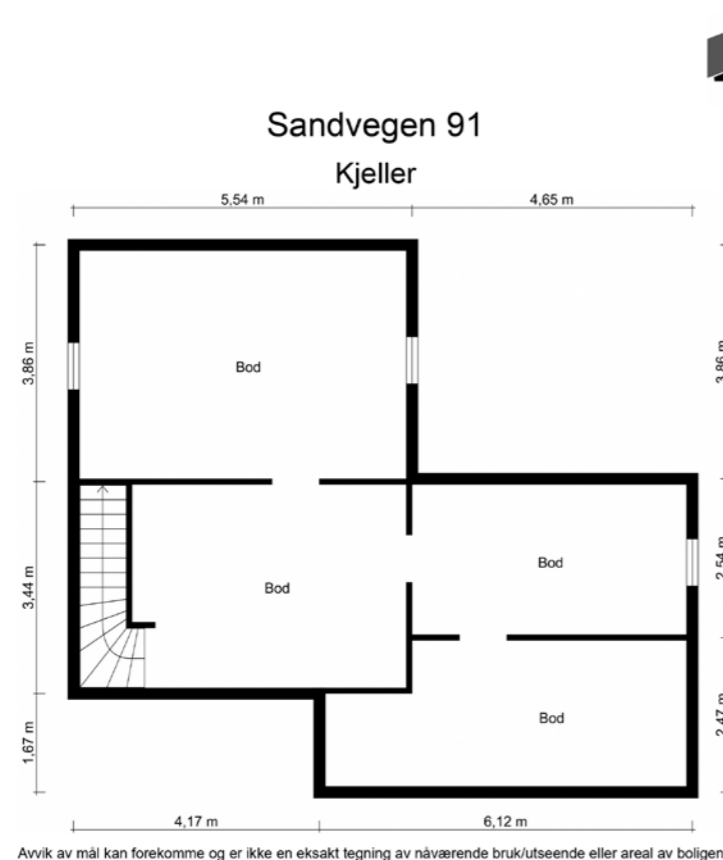 Sandvegen 91
Kjeller
5,54 m
4,65 m
3,86 m
3,86 m
Bod
3,44 m
Bod
Bod
2,54 m
1,67 m
Bod
2,47 m
4,17 m
6,12 m
Avvik av mål kan forekomme og er ikke en eksakt tegning av nåværende bruk/utseende eller areal av boligen